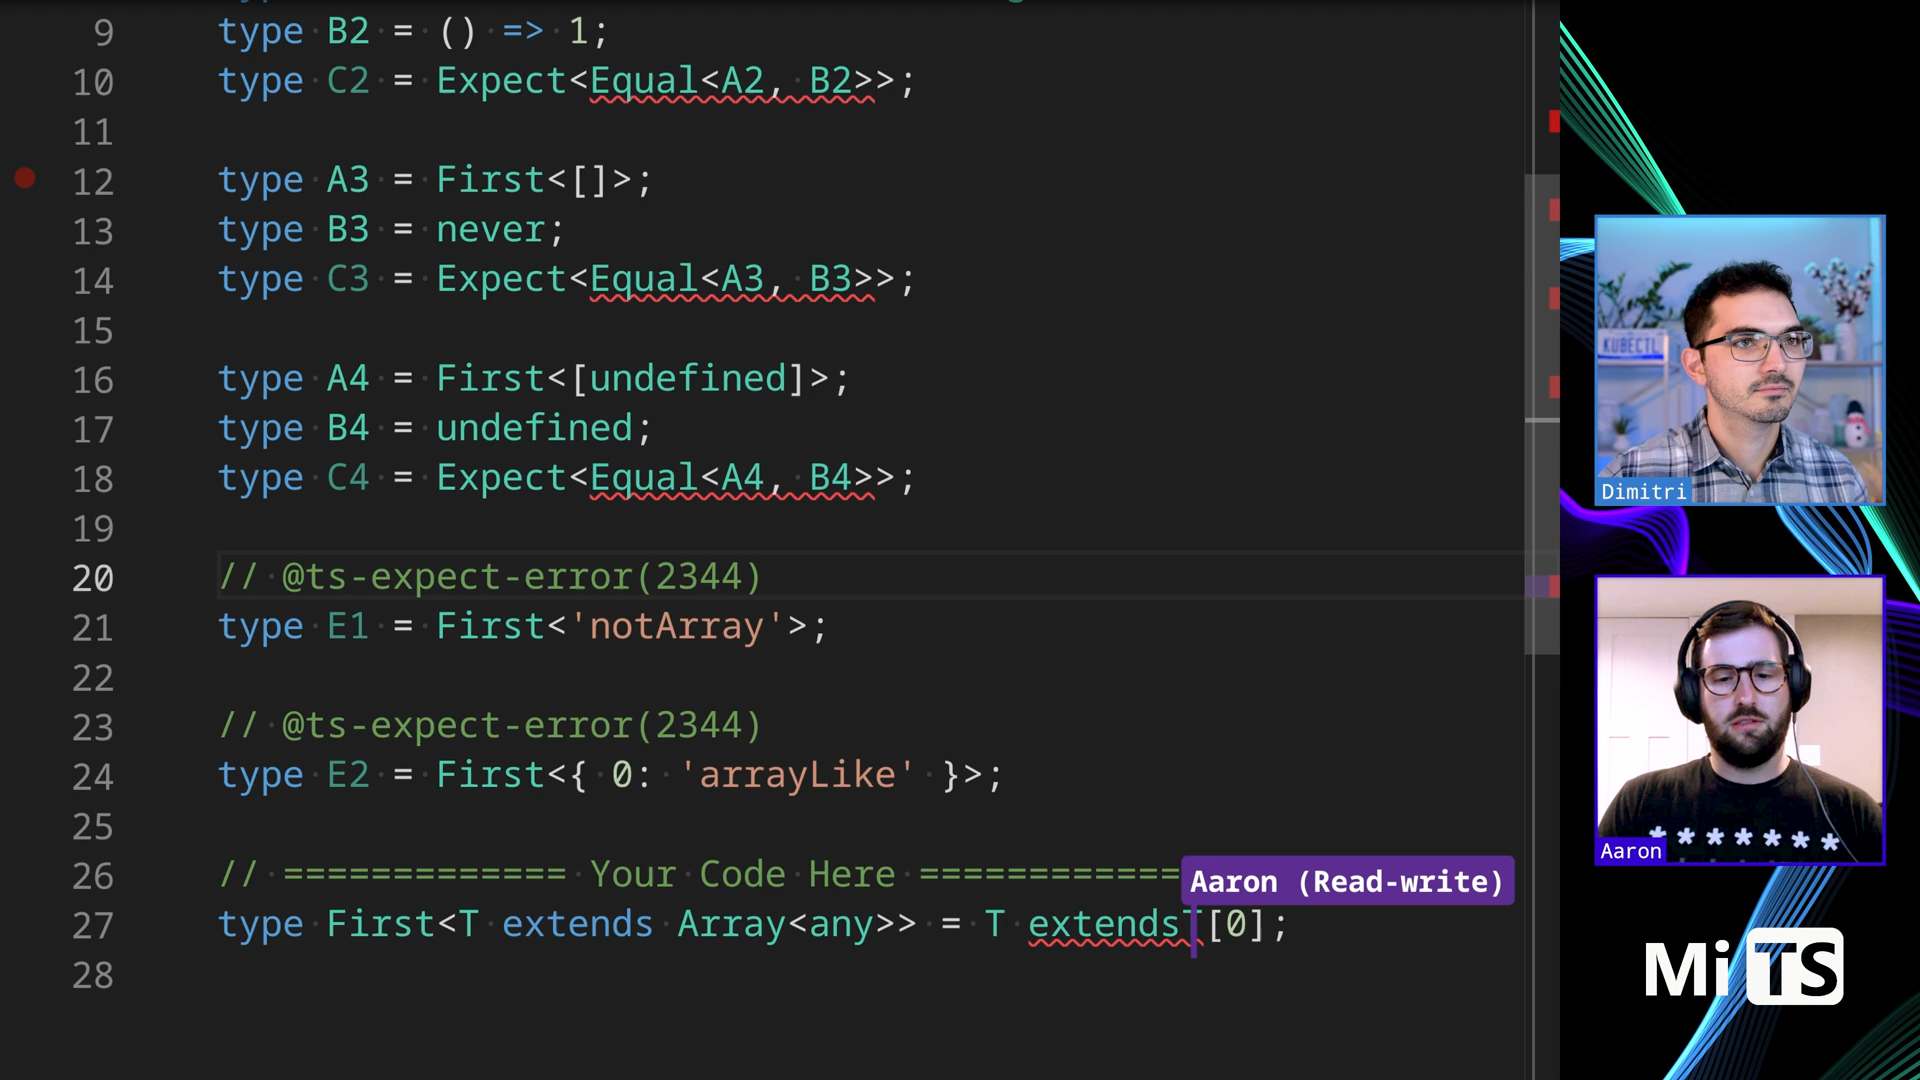 9 type B2 = () => 1;
10 type C2 = Expect<Equal<A2, B2>>;
11
12 type A3 = First<[]>;
13 type B3 = never;
14 type C3 = Expect<Equal<A3, B3>>;
15
16 type A4 = First<[undefined]>;
17 type B4 = undefined;
18 type C4 = Expect<Equal<A4, B4>>;
19
20 // @ts-expect-error(2344)
21 type E1 = First<'notArray'>;
22
23 // @ts-expect-error(2344)
24 type E2 = First<{ 0: 'arrayLike' }>;
25
26 // ============= Your Code Here ============
Aaron (Read-write)
27 type First<T extends Array<any>> = T extendsT[0];
28
KUBECTL
Dimitri
* * * * * * *
Aaron
Mi TS